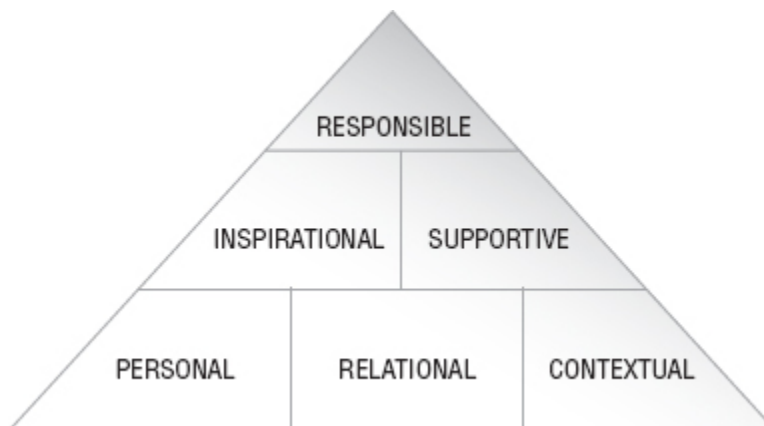 RESPONSIBLE
INSPIRATIONAL SUPPORTIVE
PERSONAL RELATIONAL CONTEXTUAL